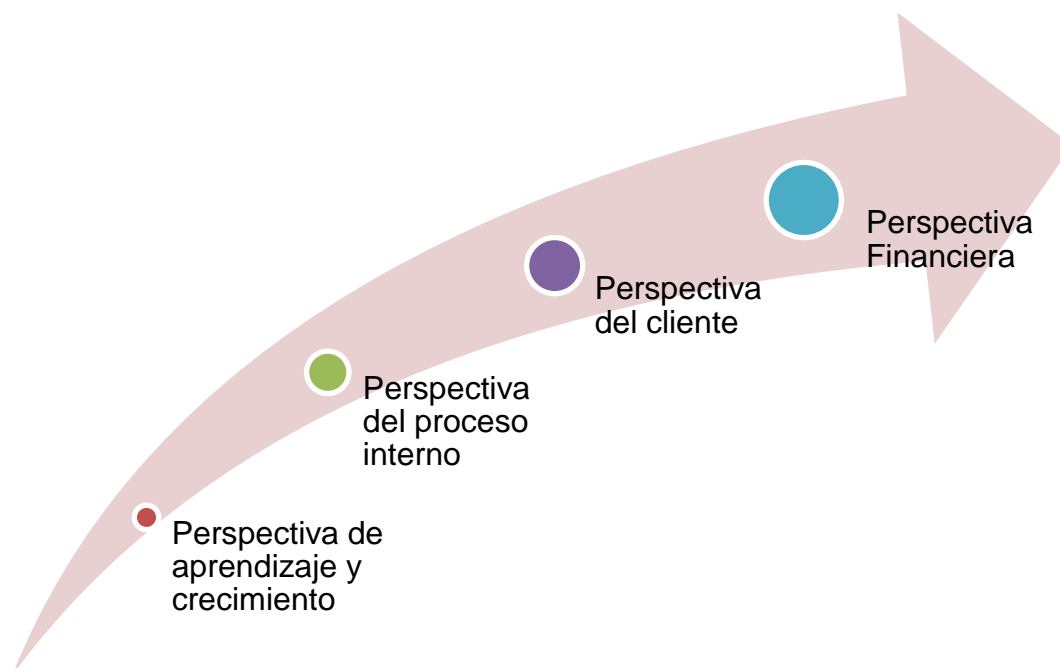 Perspectiva
Financiera
Perspectiva
del cliente
Perspectiva
del proceso
interno
Perspectiva de
aprendizaje y
crecimiento